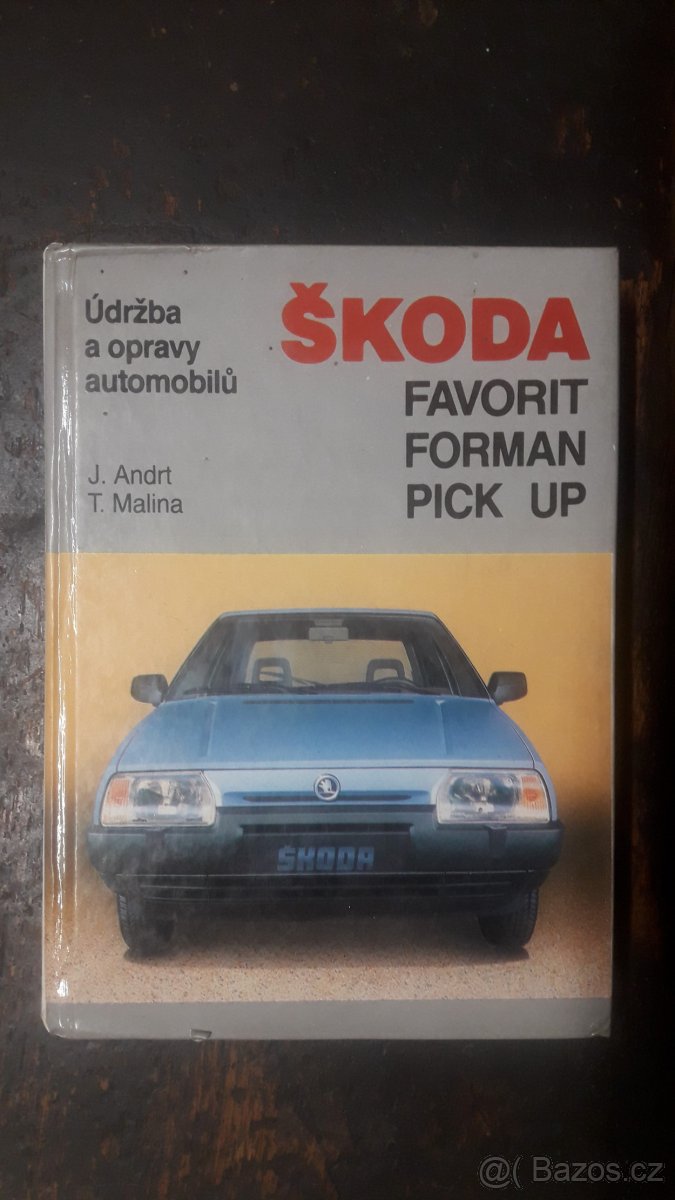 Údržba
a opravy
automobilů
J. Andrt
T. Malina
ŠKODA
FAVORIT
FORMAN
PICK UP
ŠKODA
@( Bazos.cz